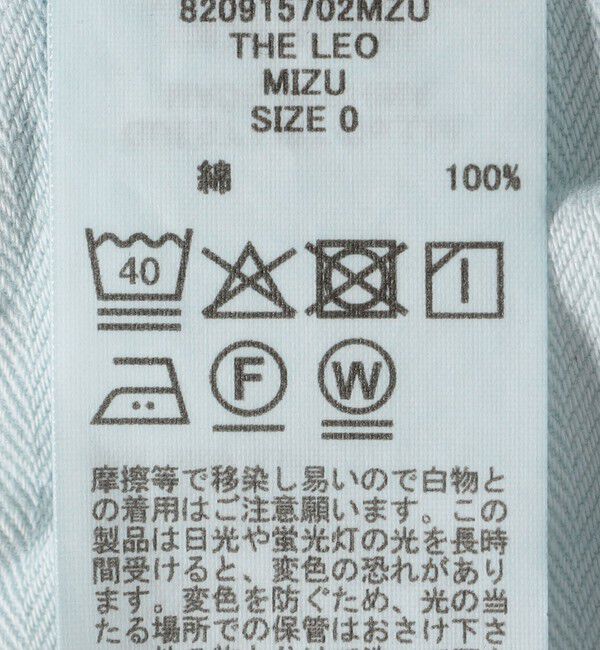 820915702MZU
THE LEO
MIZU
SIZE 0
綿 100%
40
F W
摩擦等で移染し易いので白物と
の着用はご注意願います。この
製品は日光や蛍光灯の光を長時
間受けると、変色の恐れがあり
ます。変色を防ぐため、光の当
たる場所での保管はおさけ下さ